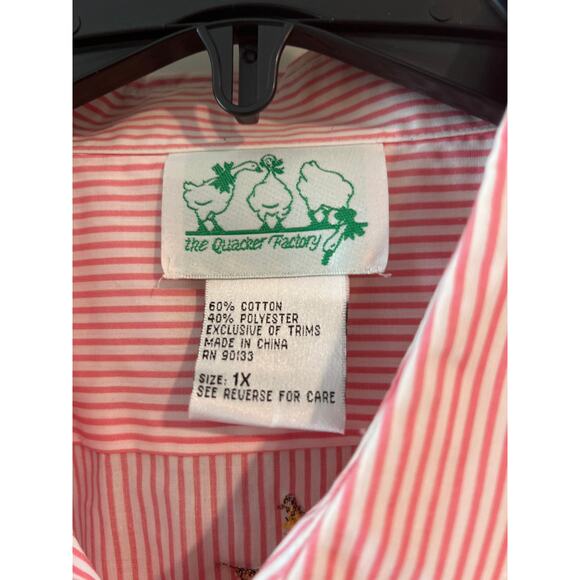 the Quacker Factory
60% COTTON
40% POLYESTER
EXCLUSIVE OF TRIMS
MADE IN CHINA
RN 90133
SIZE: 1X
SEE REVERSE FOR CARE